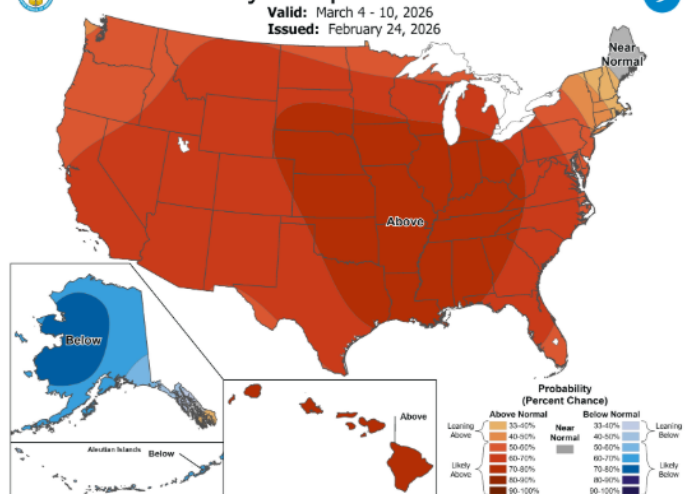 Valid: March 4 - 10, 2026
Issued: February 24, 2026
Near
Normal
Above
Below
Aleutian Islands
Below
Above
Probability
(Percent Chance)
Above Normal
Below Normal
Leaning
Above
Likely
Above
33-40%
40-50%
50-60%
60-70%
70-80%
80-90%
90-100%
Near
Normal
33-40%
40-50%
50-60%
60-70%
70-80%
80-90%
90-100%
Leaning
Below
Likely
Below